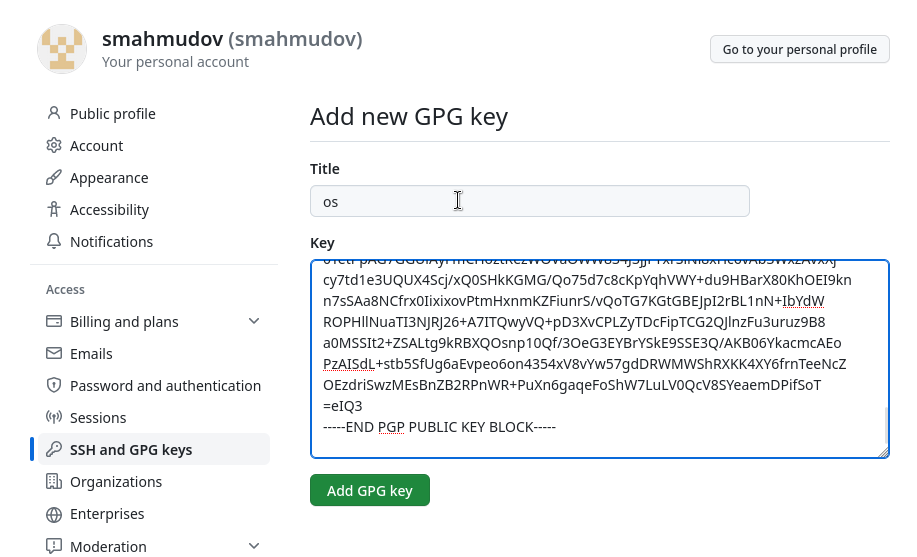 smahmudov (smahmudov)
Your personal account
Go to your personal profile
Public profile
Account
Appearance
Accessibility
Notifications
Access
Billing and plans
Emails
Password and authentication
Sessions
SSH and GPG keys
Organizations
Enterprises
Moderation
Add new GPG key
Title
os
Key
cy7td1e3UQUX4Scj/xQ0SHkKGMG/Qo75d7c8cKpYqhVWY+du9HBarX80KhOEI9kn
n7sSAa8NCfrx0IixixovPtmHxnmKZFiunrS/vQoTG7KGtGBEJpI2rBL1nN+IbYdW
ROPHllNuaTI3NJRJ26+A7ITQwyVQ+pD3XvCPLZyTDcFipTCG2QJlnzFu3uruz9B8
a0MSSIt2+ZSALtg9kRBXQOsnp10Qf/3OeG3EYBrYSkE9SSE3Q/AKB06YkacmcAEo
PzAISdL+stb5SfUg6aEvpeo6on4354xV8vYw57gdDRWMWShRXKK4XY6frnTeeNcZ
OEzdriSwzMEsBnZB2RPnWR+PuXn6gaqeFoShW7LuLV0QcV8SYeaemDPifSoT
=eIQ3
-----END PGP PUBLIC KEY BLOCK-----
Add GPG key